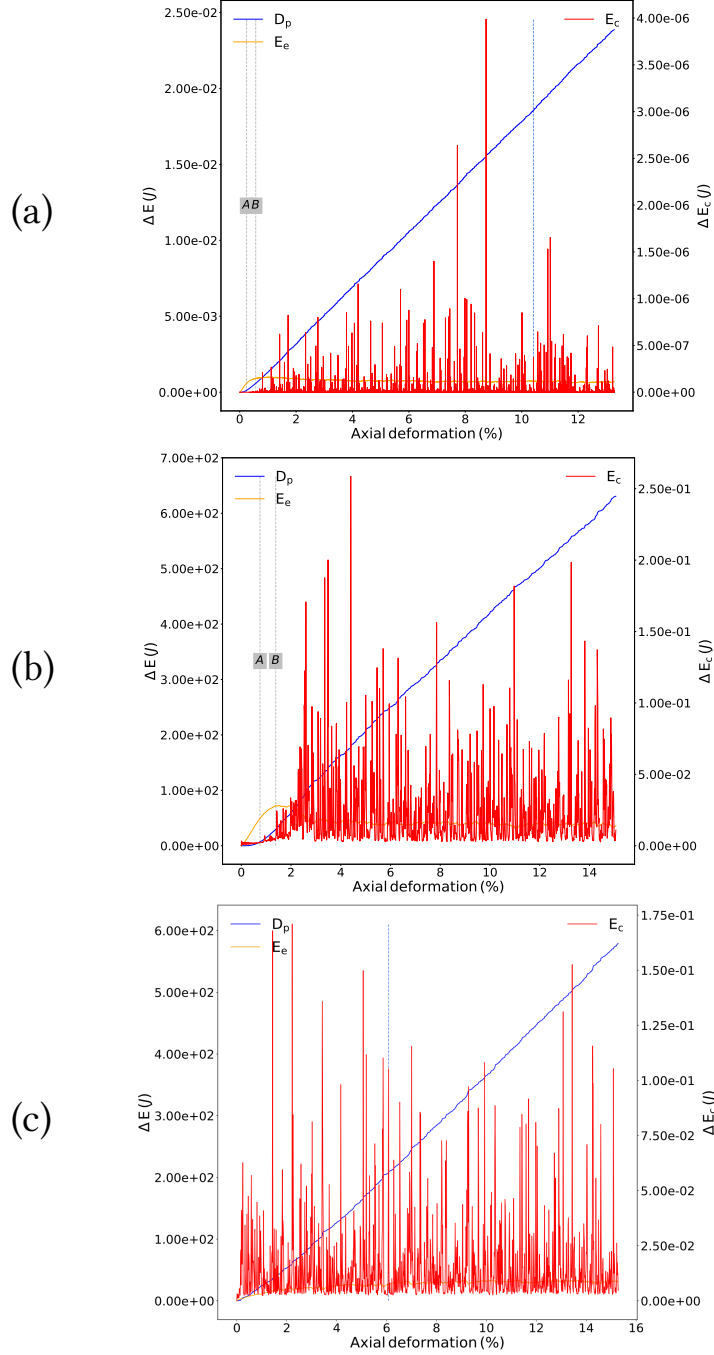 (a)
D_p
E_e
E_c
2.50e-02
2.00e-02
1.50e-02
1.00e-02
5.00e-03
0.00e+00
Δ E (J)
A B
4.00e-06
3.50e-06
3.00e-06
2.50e-06
2.00e-06
1.50e-06
1.00e-06
5.00e-07
0.00e+00
Δ E_c (J)
0 2 4 6 8 10 12
Axial deformation (%)
(b)
D_p
E_e
E_c
7.00e+02
6.00e+02
5.00e+02
4.00e+02
3.00e+02
2.00e+02
1.00e+02
0.00e+00
Δ E (J)
A B
2.50e-01
2.00e-01
1.50e-01
1.00e-01
5.00e-02
0.00e+00
Δ E_c (J)
0 2 4 6 8 10 12 14
Axial deformation (%)
(c)
D_p
E_e
E_c
6.00e+02
5.00e+02
4.00e+02
3.00e+02
2.00e+02
1.00e+02
0.00e+00
Δ E (J)
1.75e-01
1.50e-01
1.25e-01
1.00e-01
7.50e-02
5.00e-02
2.50e-02
0.00e+00
Δ E_c (J)
0 2 4 6 8 10 12 14 16
Axial deformation (%)